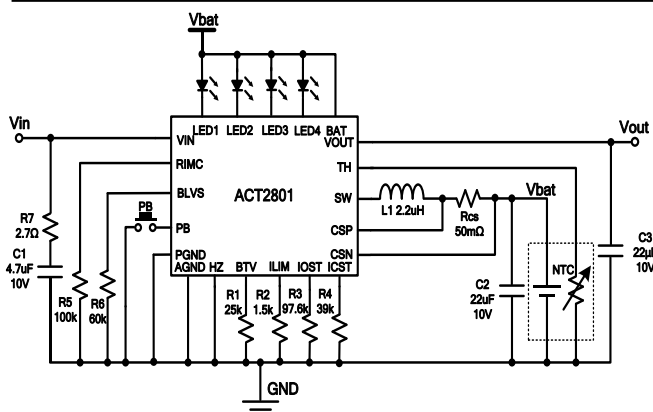 Vbat
Vin
LED1 LED2 LED3 LED4 BAT
VIN
VOUT
Vout
RIMC
TH
BLVS
ACT2801
SW
L1 2.2uH
Rcs
50mΩ
Vbat
PB
PB
CSP
R7
2.7Ω
PGND
CSN
C1
4.7uF
10V
AGND HZ BTV ILIM IOST ICST
NTC
C3
22µF
10V
R5
100k
R6
60k
R1
25k
R2
1.5k
R3
97.6k
R4
39k
C2
22uF
10V
GND